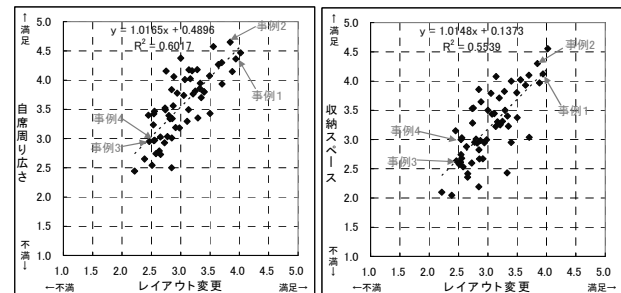 ↑満足
5.0
4.5
4.0
3.5
3.0
2.5
2.0
1.5
1.0
自席周り広さ
不満↓
y = 1.0165x + 0.4896
R² = 0.6017
事例2
事例1
事例4
事例3
1.0 1.5 2.0 2.5 3.0 3.5 4.0 4.5 5.0
←不満 レイアウト変更 満足→
↑満足
5.0
4.5
4.0
3.5
3.0
2.5
2.0
1.5
1.0
収納スペース
不満↓
y = 1.0148x + 0.1373
R² = 0.5539
事例2
事例1
事例4
事例3
1.0 1.5 2.0 2.5 3.0 3.5 4.0 4.5 5.0
←不満 レイアウト変更 満足→